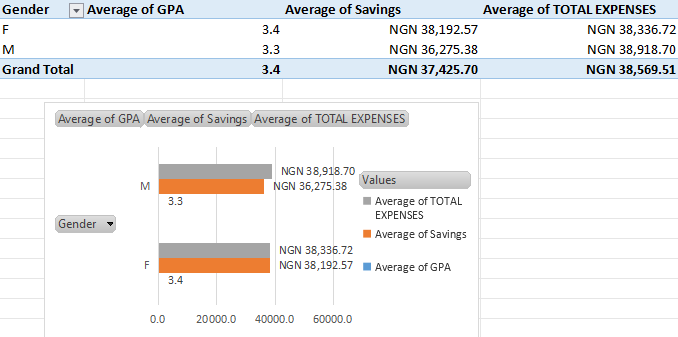 Gender Average of GPA Average of Savings Average of TOTAL EXPENSES
F 3.4 NGN 38,192.57 NGN 38,336.72
M 3.3 NGN 36,275.38 NGN 38,918.70
Grand Total 3.4 NGN 37,425.70 NGN 38,569.51
Average of GPA Average of Savings Average of TOTAL EXPENSES
NGN 38,918.70
M NGN 36,275.38
3.3
Gender
NGN 38,336.72
F NGN 38,192.57
3.4
0.0 20000.0 40000.0 60000.0
Values
Average of TOTAL
EXPENSES
Average of Savings
Average of GPA